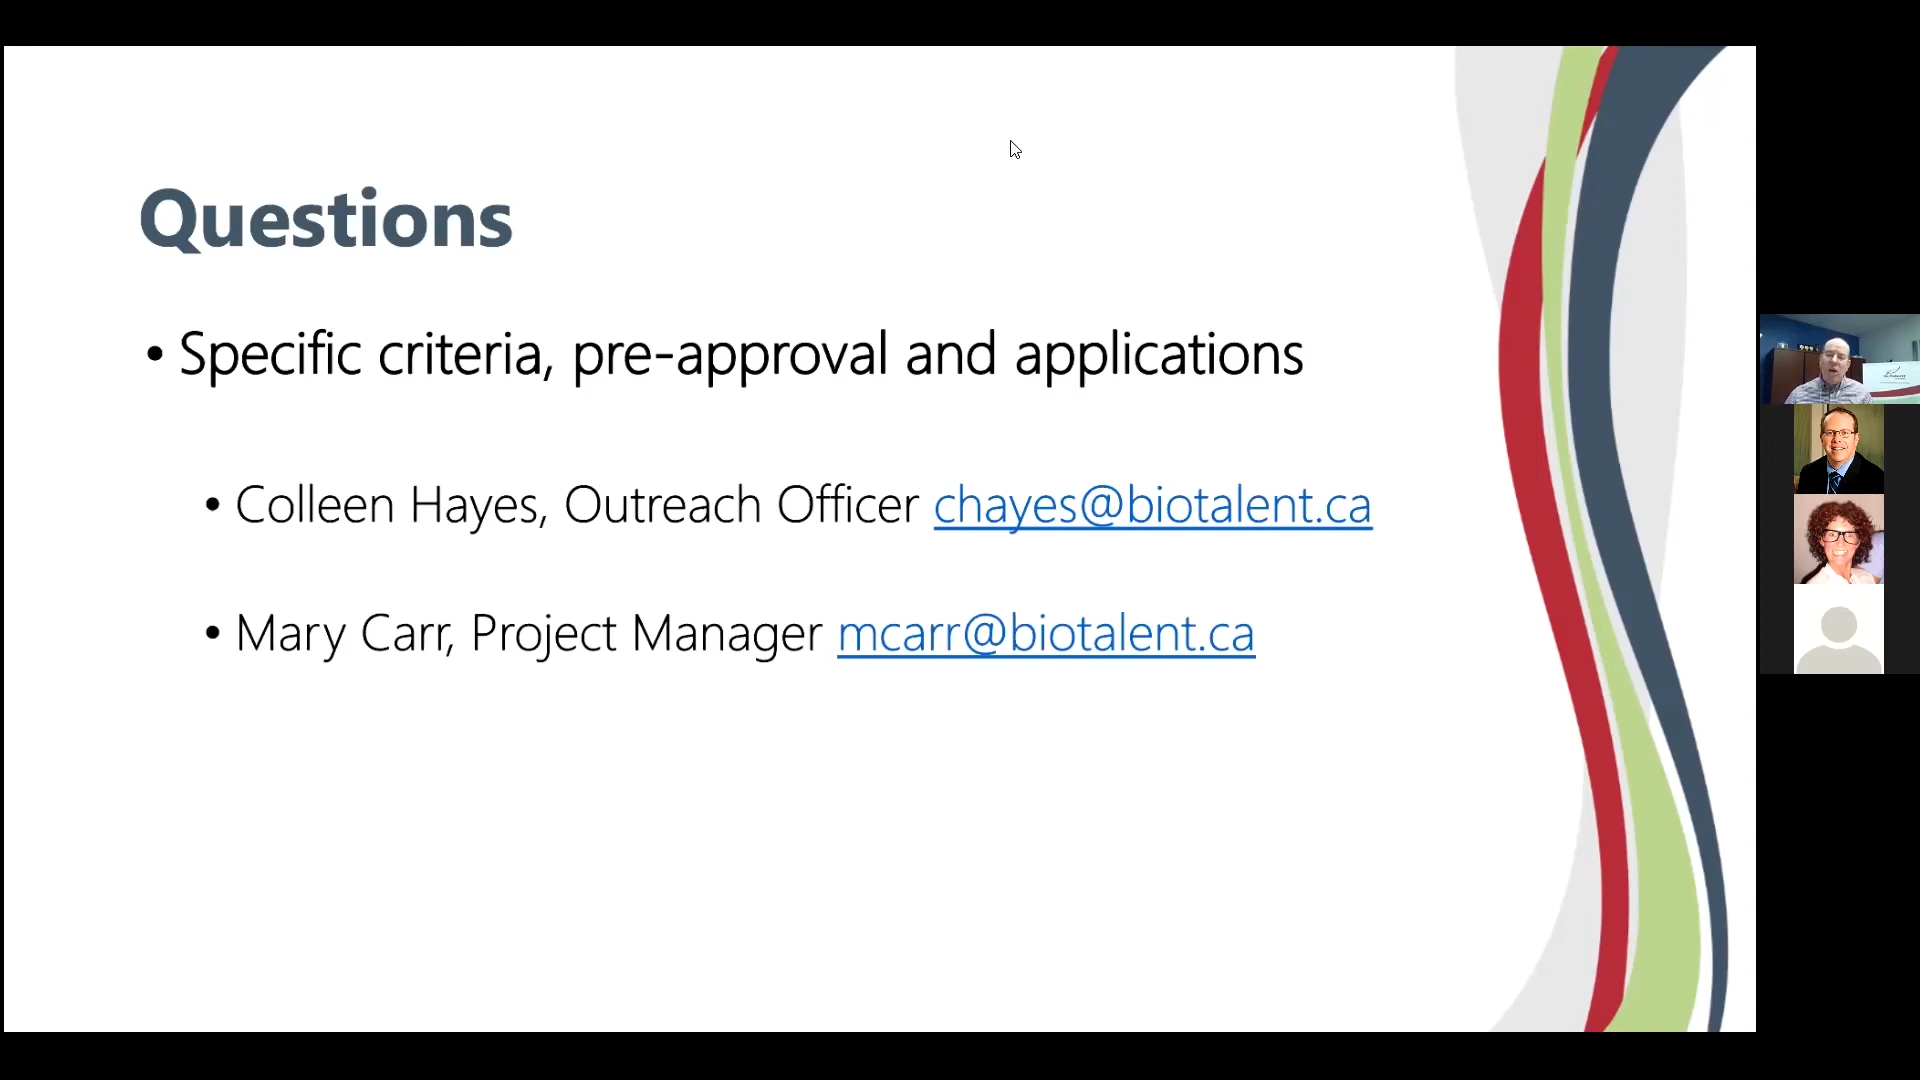 Questions
• Specific criteria, pre-approval and applications
• Colleen Hayes, Outreach Officer chayes@biotalent.ca
• Mary Carr, Project Manager mcarr@biotalent.ca